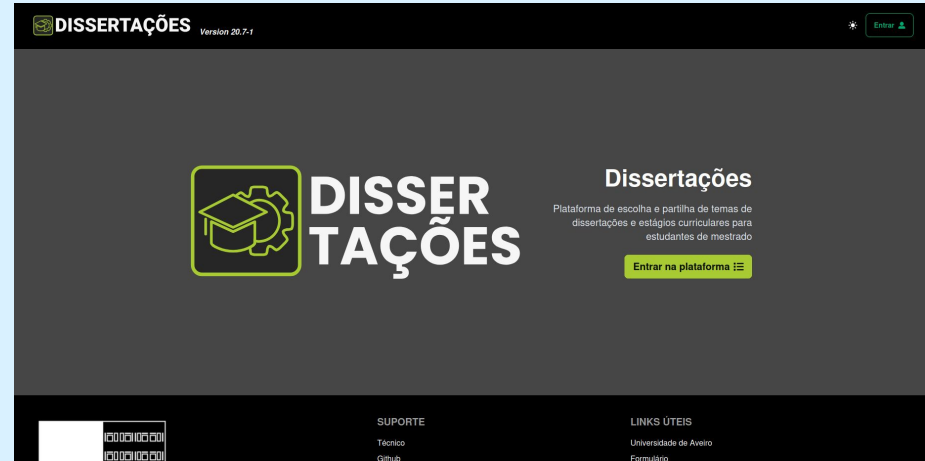 DISSERTAÇÕES Version 20.7-1
Entrar
DISSER
TAÇÕES
Dissertações
Plataforma de escolha e partilha de temas de
dissertações e estágios curriculares para
estudantes de mestrado
Entrar na plataforma
SUPORTE
Técnico
Github
LINKS ÚTEIS
Universidade de Aveiro
Formulário